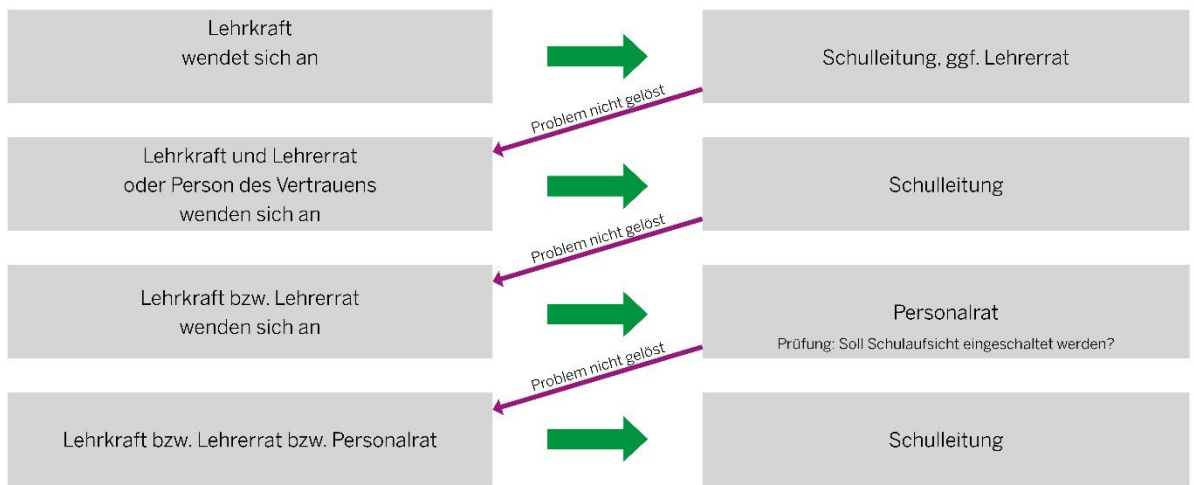 Lehrkraft
wendet sich an
Schulleitung, ggf. Lehrerrat
Problem nicht gelöst
Lehrkraft und Lehrerrat
oder Person des Vertrauens
wenden sich an
Schulleitung
Problem nicht gelöst
Lehrkraft bzw. Lehrerrat
wenden sich an
Personalrat
Prüfung: Soll Schulaufsicht eingeschaltet werden?
Problem nicht gelöst
Lehrkraft bzw. Lehrerrat bzw. Personalrat
Schulleitung